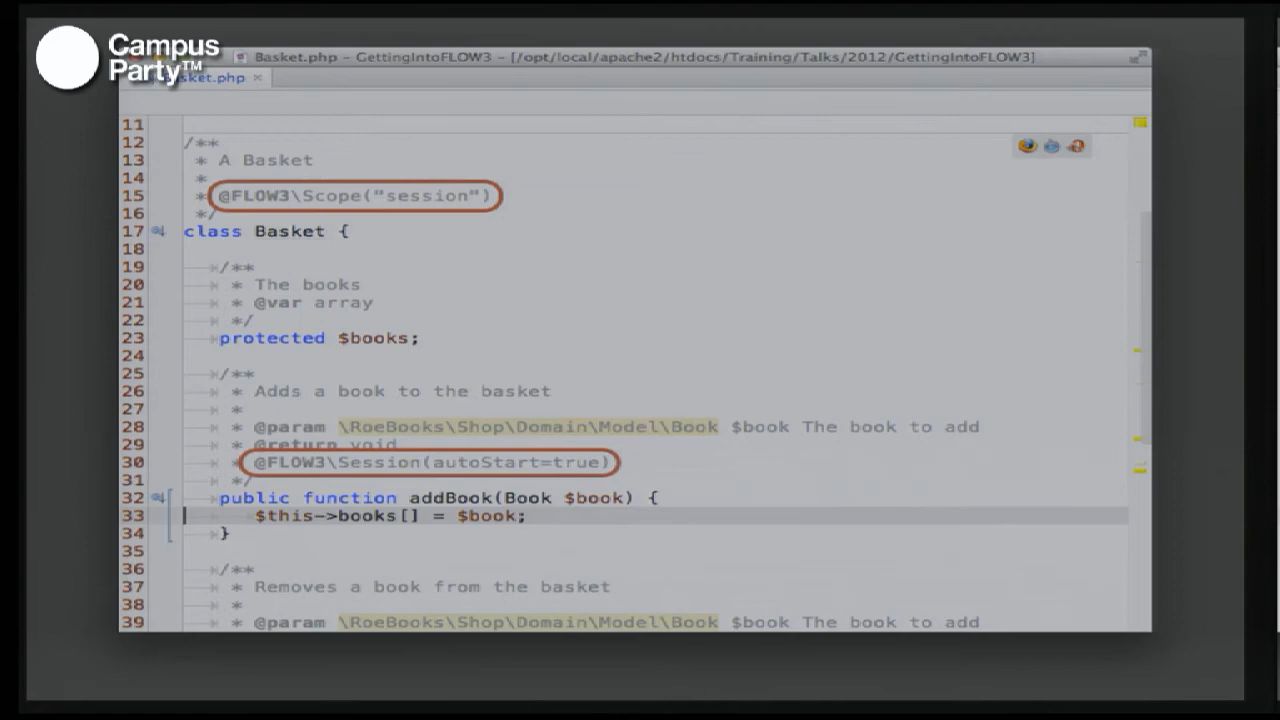 Campus
Party™
Basket.php – GettingIntoFLOW3 – [/opt/local/apache2/htdocs/Training/Talks/2012/GettingIntoFLOW3]
sket.php
11
12 /**
13 * A Basket
14 *
15 * @FLOW3\Scope("session")
16 */
17 class Basket {
18
19 /**
20 * The books
21 * @var array
22 */
23 protected $books;
24
25 /**
26 * Adds a book to the basket
27 *
28 * @param \RoeBooks\Shop\Domain\Model\Book $book The book to add
29 * @return void
30 * @FLOW3\Session(autoStart=true)
31 */
32 public function addBook(Book $book) {
33 $this->books[] = $book;
34 }
35
36 /**
37 * Removes a book from the basket
38 *
39 * @param \RoeBooks\Shop\Domain\Model\Book $book The book to add